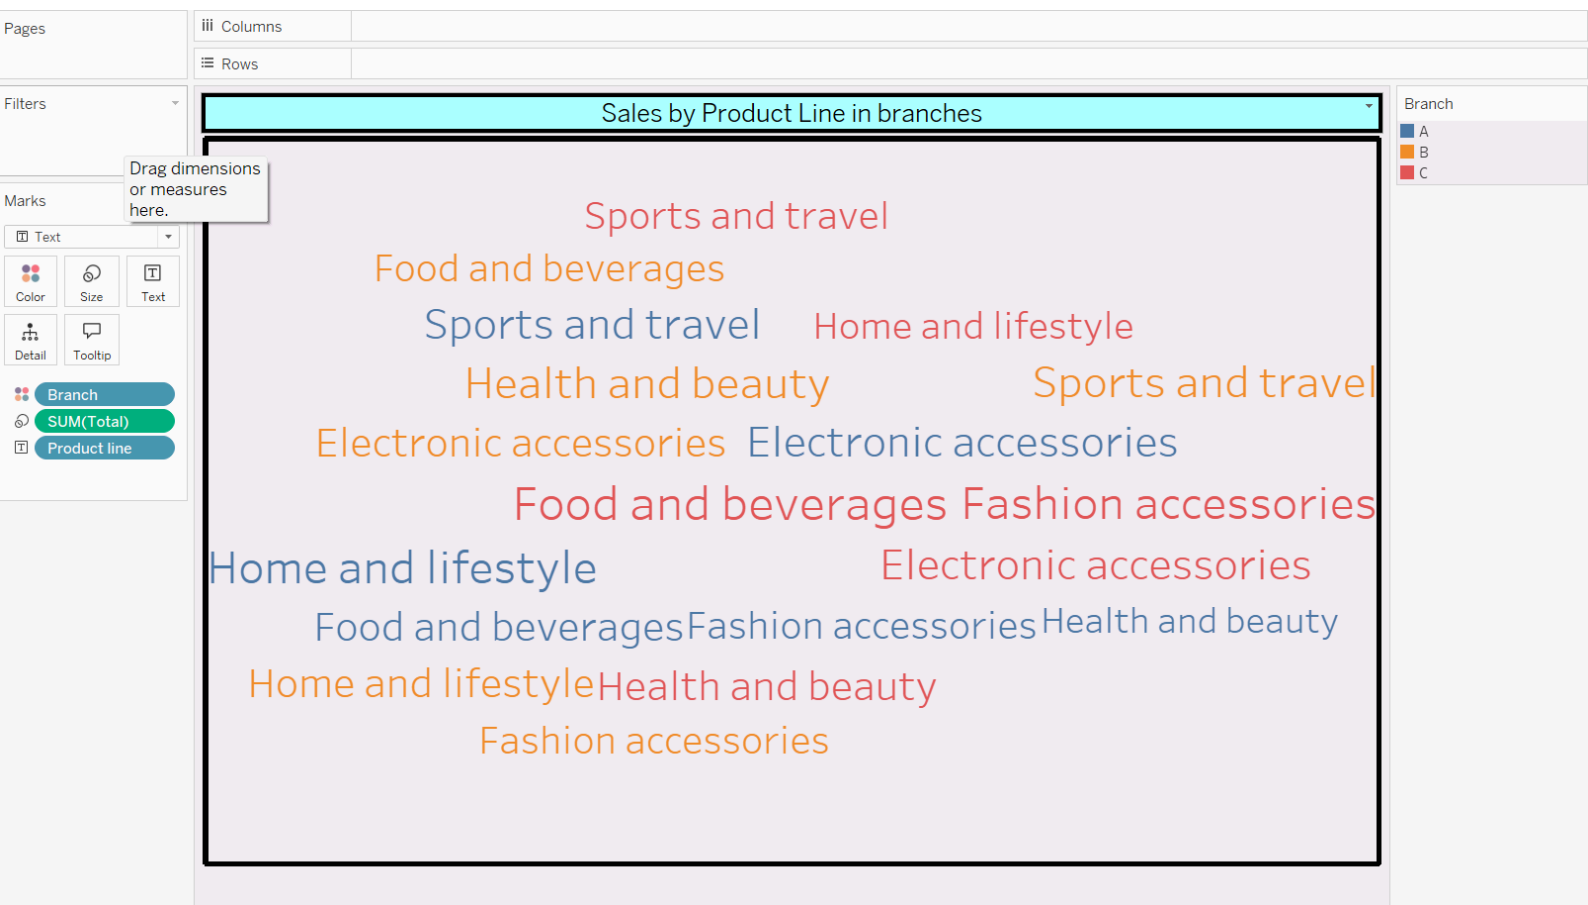 Pages
Columns
Rows
Filters
Drag dimensions
or measures
here.
Marks
Text
Color Size Text
Detail Tooltip
Branch
SUM(Total)
Product line
Sales by Product Line in branches
Sports and travel
Food and beverages
Sports and travel Home and lifestyle
Health and beauty Sports and travel
Electronic accessories Electronic accessories
Food and beverages Fashion accessories
Home and lifestyle Electronic accessories
Food and beverages Fashion accessories Health and beauty
Home and lifestyle Health and beauty
Fashion accessories
Branch
A
B
C